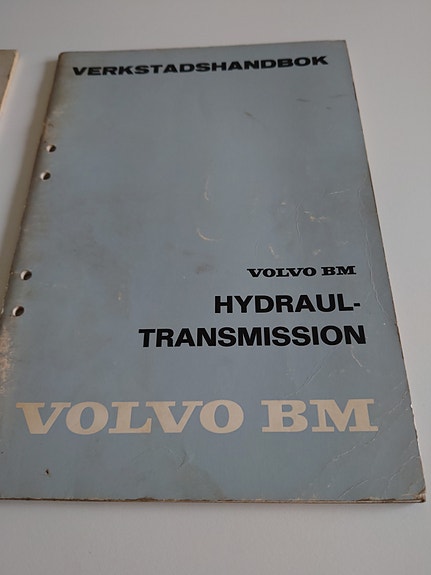 VERKSTADSHANDBOK
VOLVO BM
HYDRAUL-
TRANSMISSION
VOLVO BM